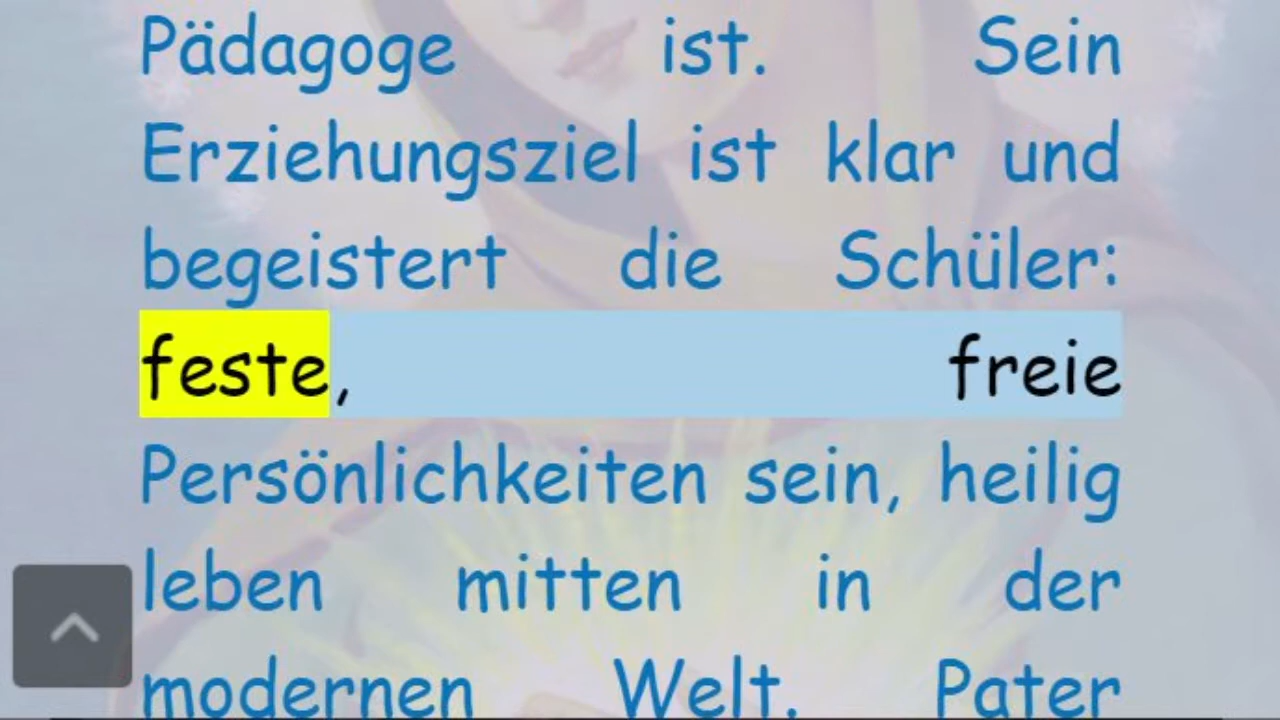 Pädagoge ist. Sein
Erziehungsziel ist klar und
begeistert die Schüler:
feste, freie
Persönlichkeiten sein, heilig
leben mitten in der
modernen Welt. Pater